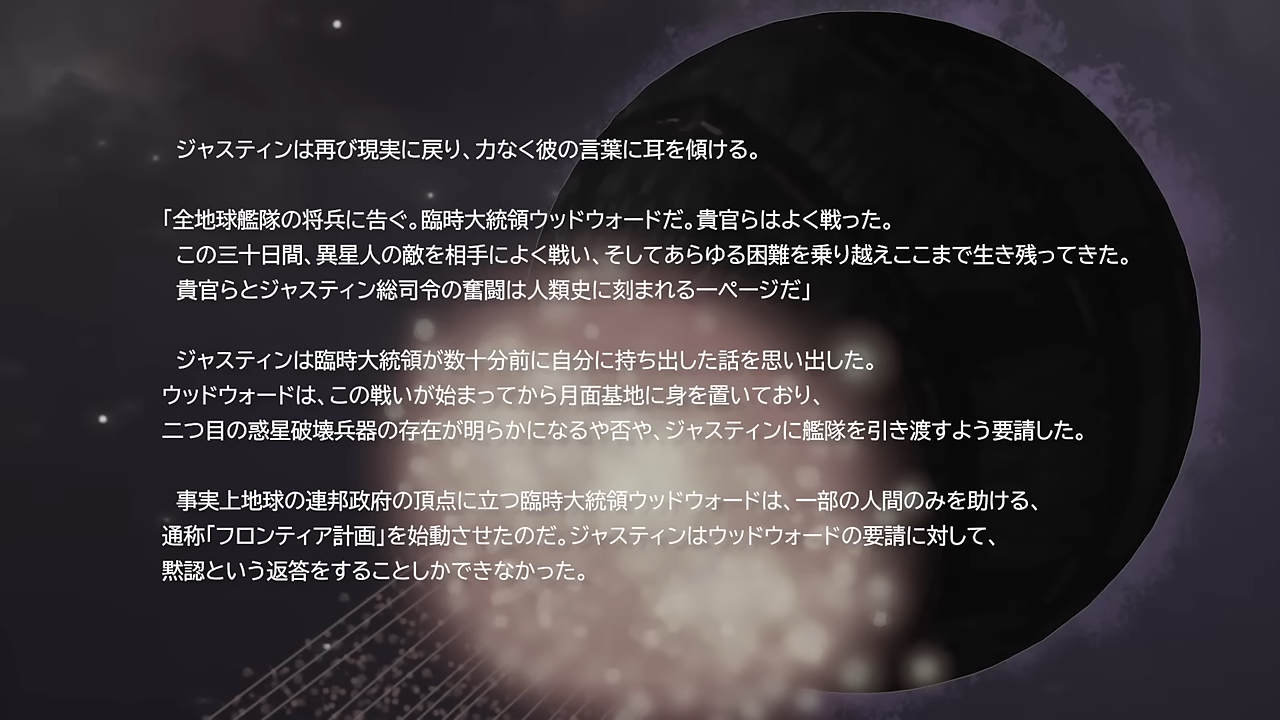 ジャスティンは再び現実に戻り、力なく彼の言葉に耳を傾ける。
「全地球艦隊の将兵に告ぐ。臨時大統領ウッドウォードだ。貴官らはよく戦った。
この三十日間、異星人の敵を相手によく戦い、そしてあらゆる困難を乗り越えここまで生き残ってきた。
貴官らとジャスティン総司令の奮闘は人類史に刻まれる一ページだ」
ジャスティンは臨時大統領が数十分前に自分に持ち出した話を思い出した。
ウッドウォードは、この戦いが始まってから月面基地に身を置いており、
二つ目の惑星破壊兵器の存在が明らかになるや否や、ジャスティンに艦隊を引き渡すよう要請した。
事実上地球の連邦政府の頂点に立つ臨時大統領ウッドウォードは、一部の人間のみを助ける、
通称「フロンティア計画」を始動させたのだ。ジャスティンはウッドウォードの要請に対して、
黙認という返答をすることしかできなかった。